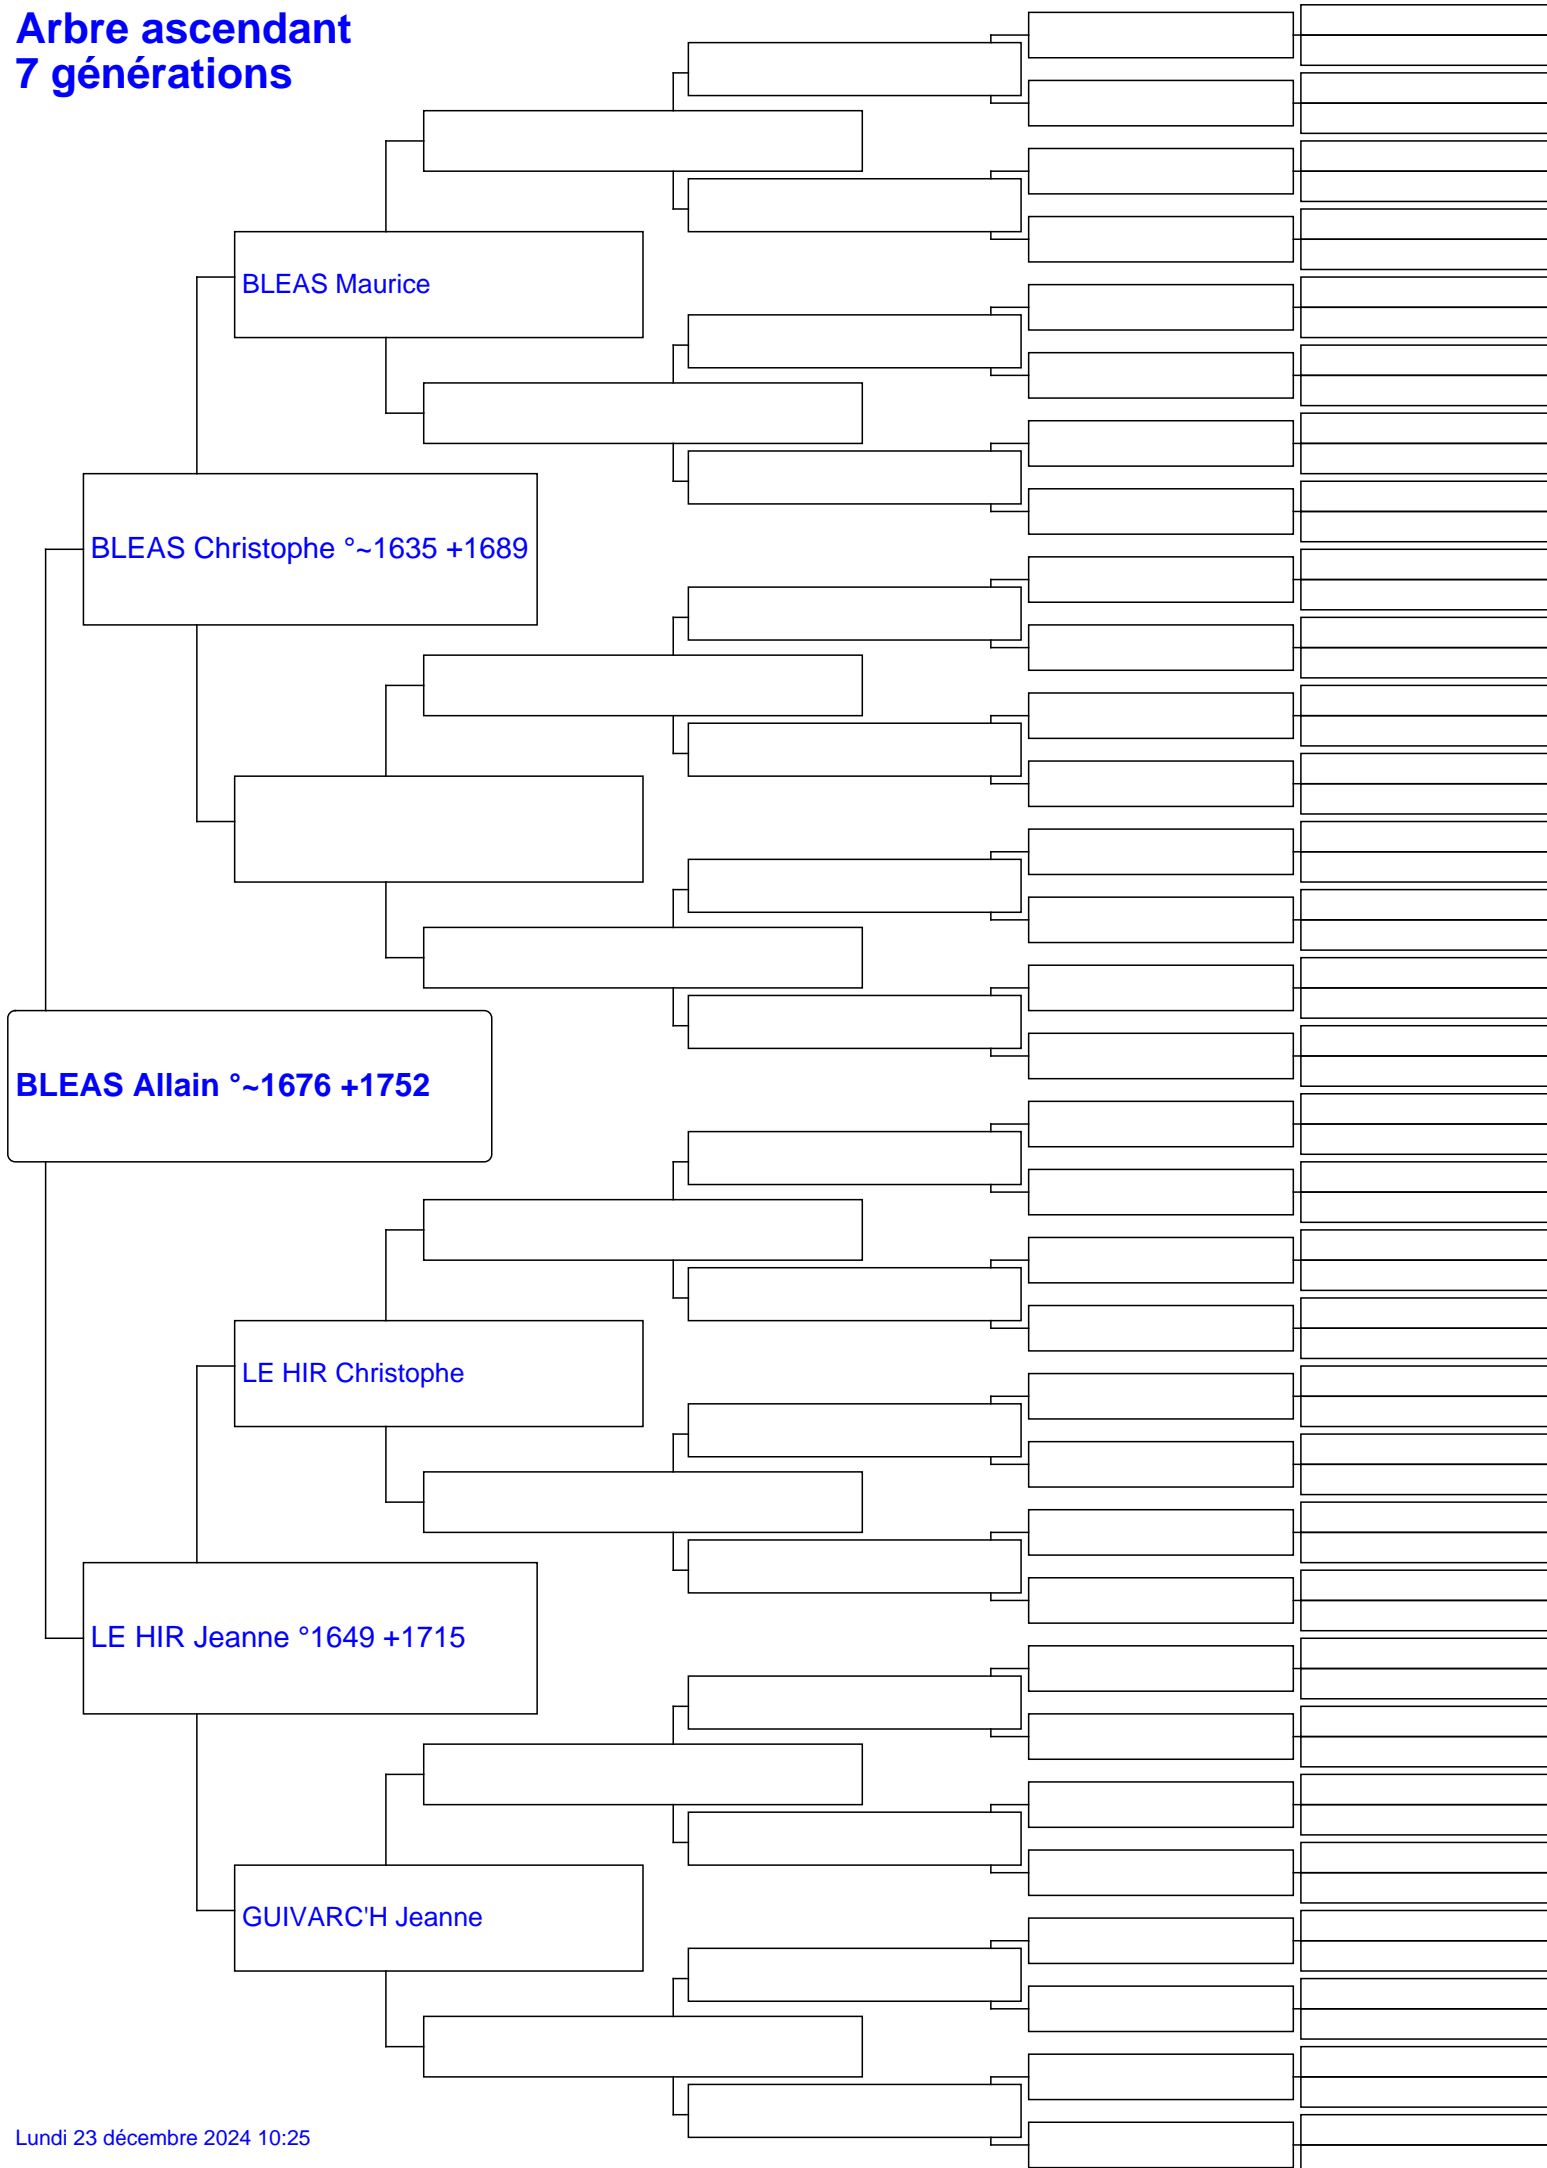 Arbre ascendant
7 générations
BLEAS Maurice
BLEAS Christophe °~1635 +1689
BLEAS Allain °~1676 +1752
LE HIR Christophe
LE HIR Jeanne °1649 +1715
GUIVARC'H Jeanne
Lundi 23 décembre 2024 10:25